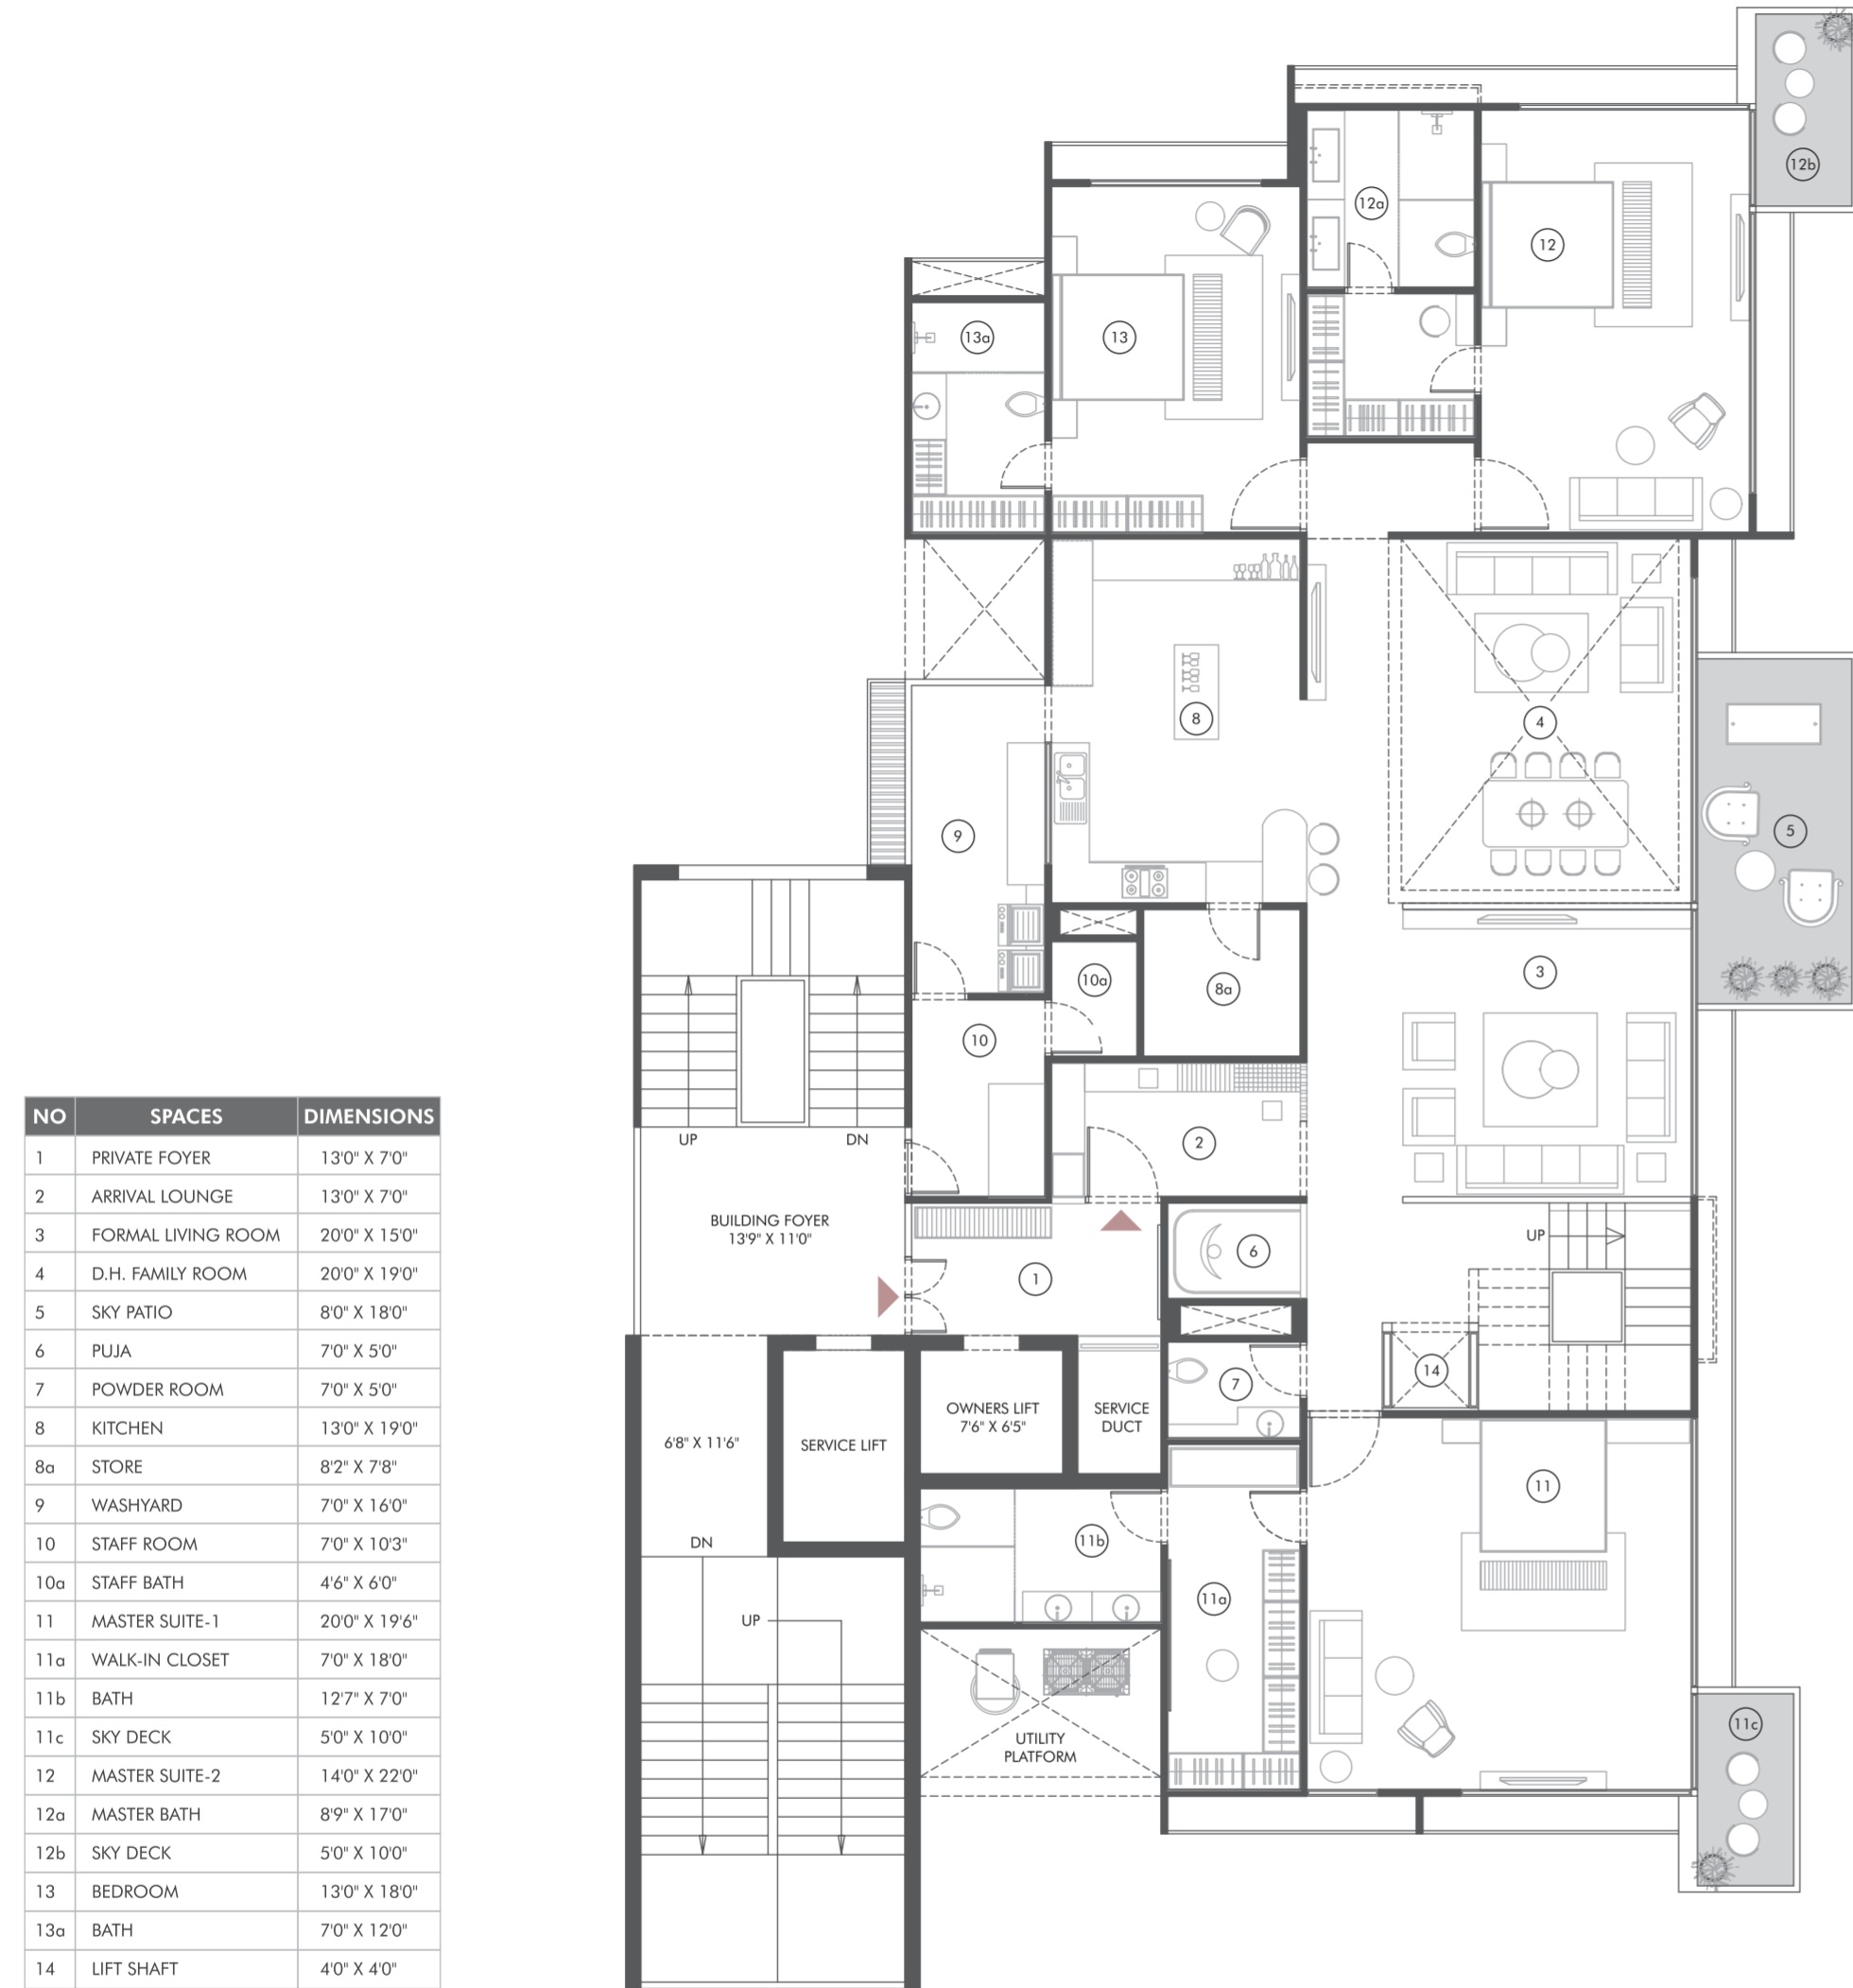 12b
12a
12
13a
13
8
4
9
5
3
10a
8a
10
UP
DN
2
BUILDING FOYER
13'9" X 11'0"
UP
6
1
14
7
OWNERS LIFT
7'6" X 6'5"
SERVICE
DUCT
6'8" X 11'6"
SERVICE LIFT
11
DN
11b
11a
UP
UTILITY
PLATFORM
11c
NO SPACES DIMENSIONS
1 PRIVATE FOYER 13'0" X 7'0"
2 ARRIVAL LOUNGE 13'0" X 7'0"
3 FORMAL LIVING ROOM 20'0" X 15'0"
4 D.H. FAMILY ROOM 20'0" X 19'0"
5 SKY PATIO 8'0" X 18'0"
6 PUJA 7'0" X 5'0"
7 POWDER ROOM 7'0" X 5'0"
8 KITCHEN 13'0" X 19'0"
8a STORE 8'2" X 7'8"
9 WASHYARD 7'0" X 16'0"
10 STAFF ROOM 7'0" X 10'3"
10a STAFF BATH 4'6" X 6'0"
11 MASTER SUITE-1 20'0" X 19'6"
11a WALK-IN CLOSET 7'0" X 18'0"
11b BATH 12'7" X 7'0"
11c SKY DECK 5'0" X 10'0"
12 MASTER SUITE-2 14'0" X 22'0"
12a MASTER BATH 8'9" X 17'0"
12b SKY DECK 5'0" X 10'0"
13 BEDROOM 13'0" X 18'0"
13a BATH 7'0" X 12'0"
14 LIFT SHAFT 4'0" X 4'0"